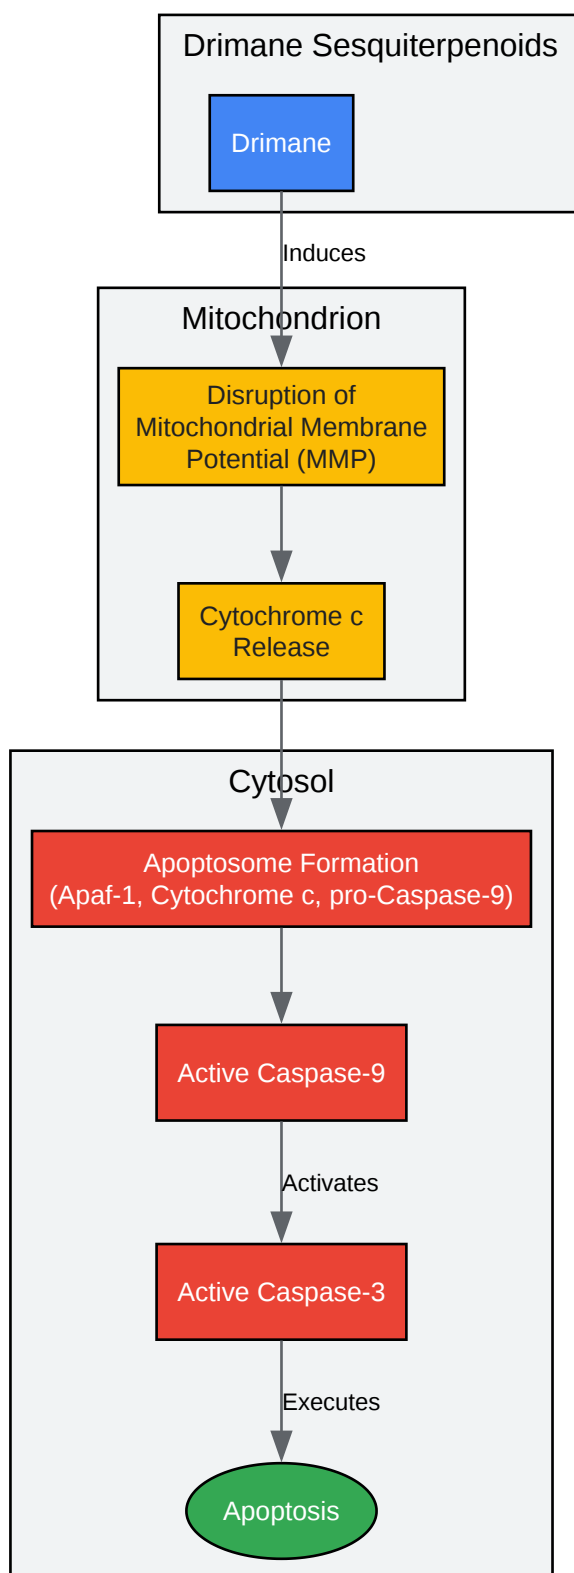 Drimane Sesquiterpenoids
Drimane
Induces
Mitochondrion
Disruption of
Mitochondrial Membrane
Potential (MMP)
Cytochrome c
Release
Cytosol
Apoptosome Formation
(Apaf-1, Cytochrome c, pro-Caspase-9)
Active Caspase-9
Activates
Active Caspase-3
Executes
Apoptosis